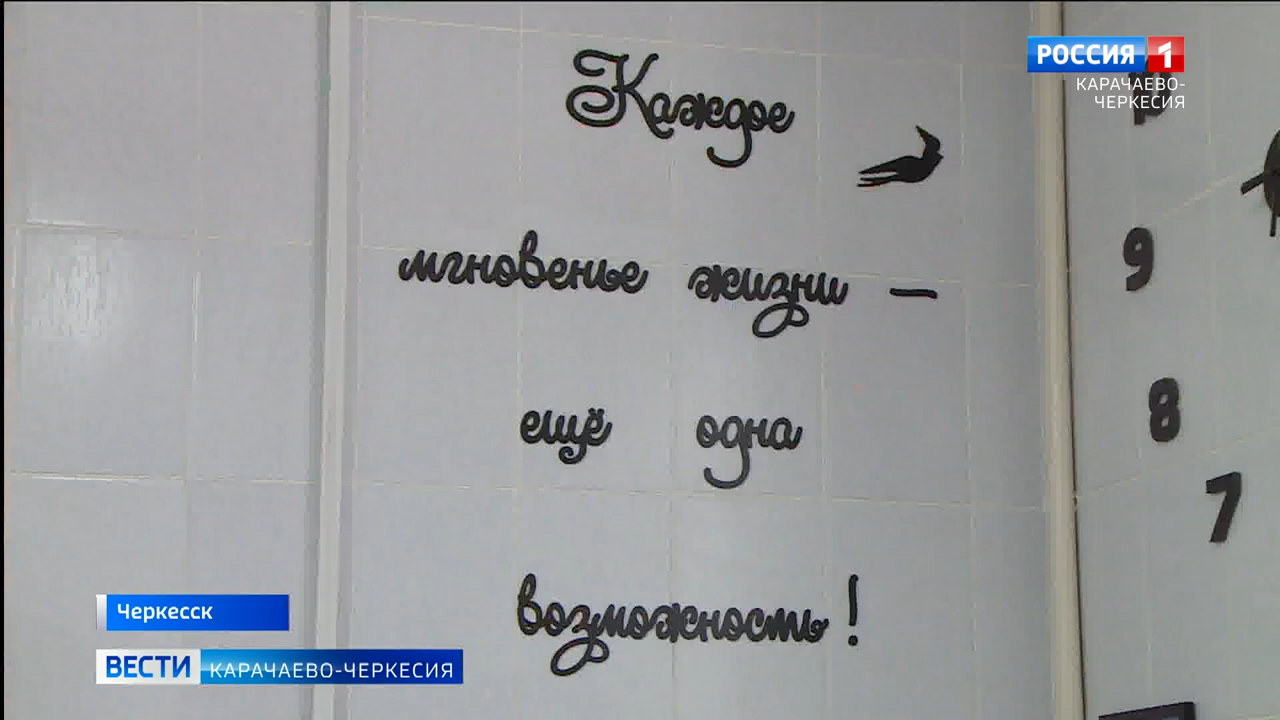 Каждое
мгновенье жизни –
ещё одна
возможность!
РОССИЯ 1
КАРАЧАЕВО-
ЧЕРКЕСИЯ
9
8
7
Черкесск
ВЕСТИ КАРАЧАЕВО-ЧЕРКЕСИЯ